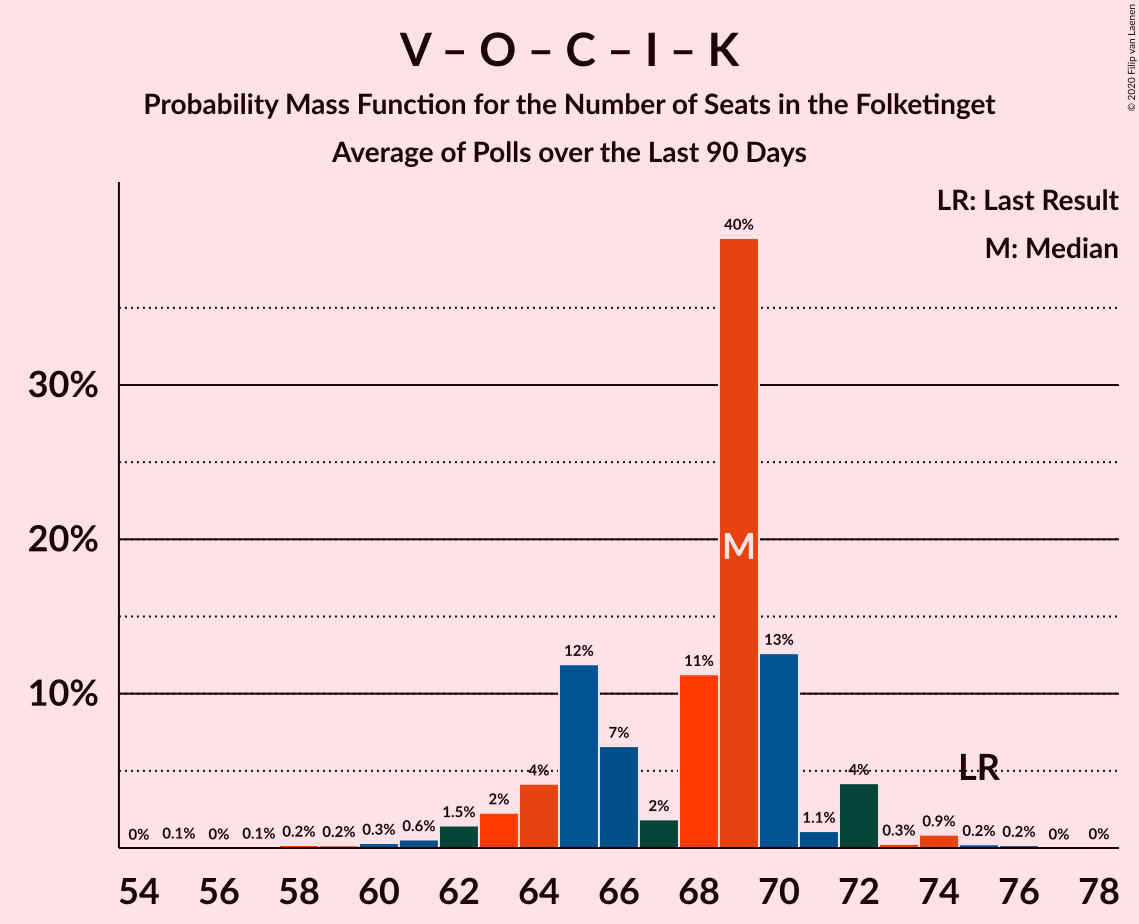 V – O – C – I – K
Probability Mass Function for the Number of Seats in the Folketinget
Average of Polls over the Last 90 Days
© 2020 Filip van Laenen
LR: Last Result
M: Median
30%
20%
10%
0% 0.1% 0% 0.1% 0.2% 0.2% 0.3% 0.6% 1.5% 2% 4% 12% 7% 2% 11% 40% 13% 1.1% 4% 0.3% 0.9% 0.2% 0.2% 0% 0%
M
LR
54 56 58 60 62 64 66 68 70 72 74 76 78